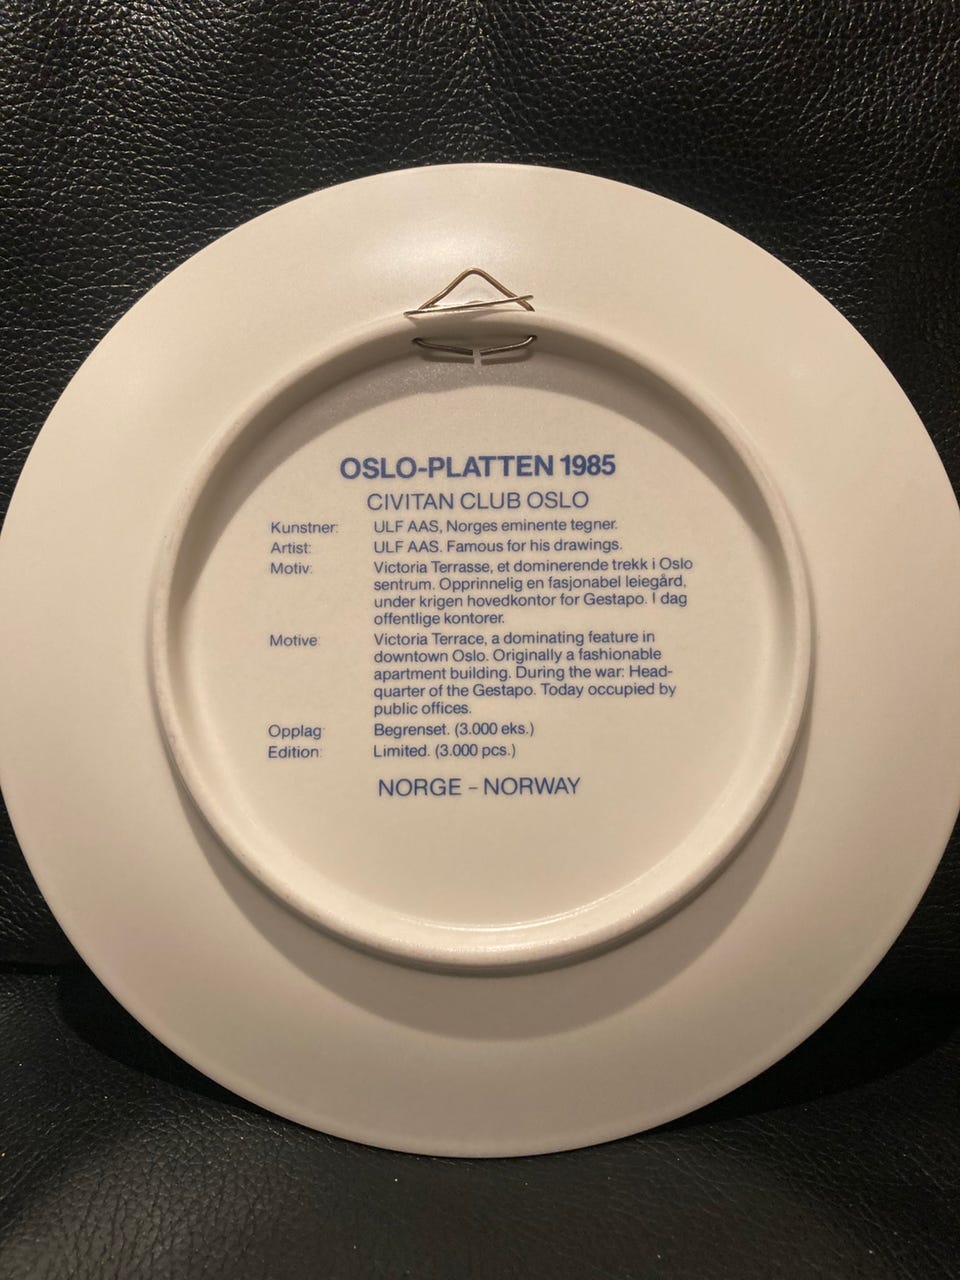 OSLO-PLATTEN 1985
CIVITAN CLUB OSLO
Kunstner: ULF AAS, Norges eminente tegner.
Artist: ULF AAS. Famous for his drawings.
Motiv: Victoria Terrasse, et dominerende trekk i Oslo
sentrum. Opprinnelig en fasjonabel leiegård,
under krigen hovedkontor for Gestapo. I dag
offentlige kontorer.
Motive: Victoria Terrace, a dominating feature in
downtown Oslo. Originally a fashionable
apartment building. During the war: Head-
quarter of the Gestapo. Today occupied by
public offices.
Opplag: Begrenset. (3.000 eks.)
Edition: Limited. (3.000 pcs.)
NORGE – NORWAY